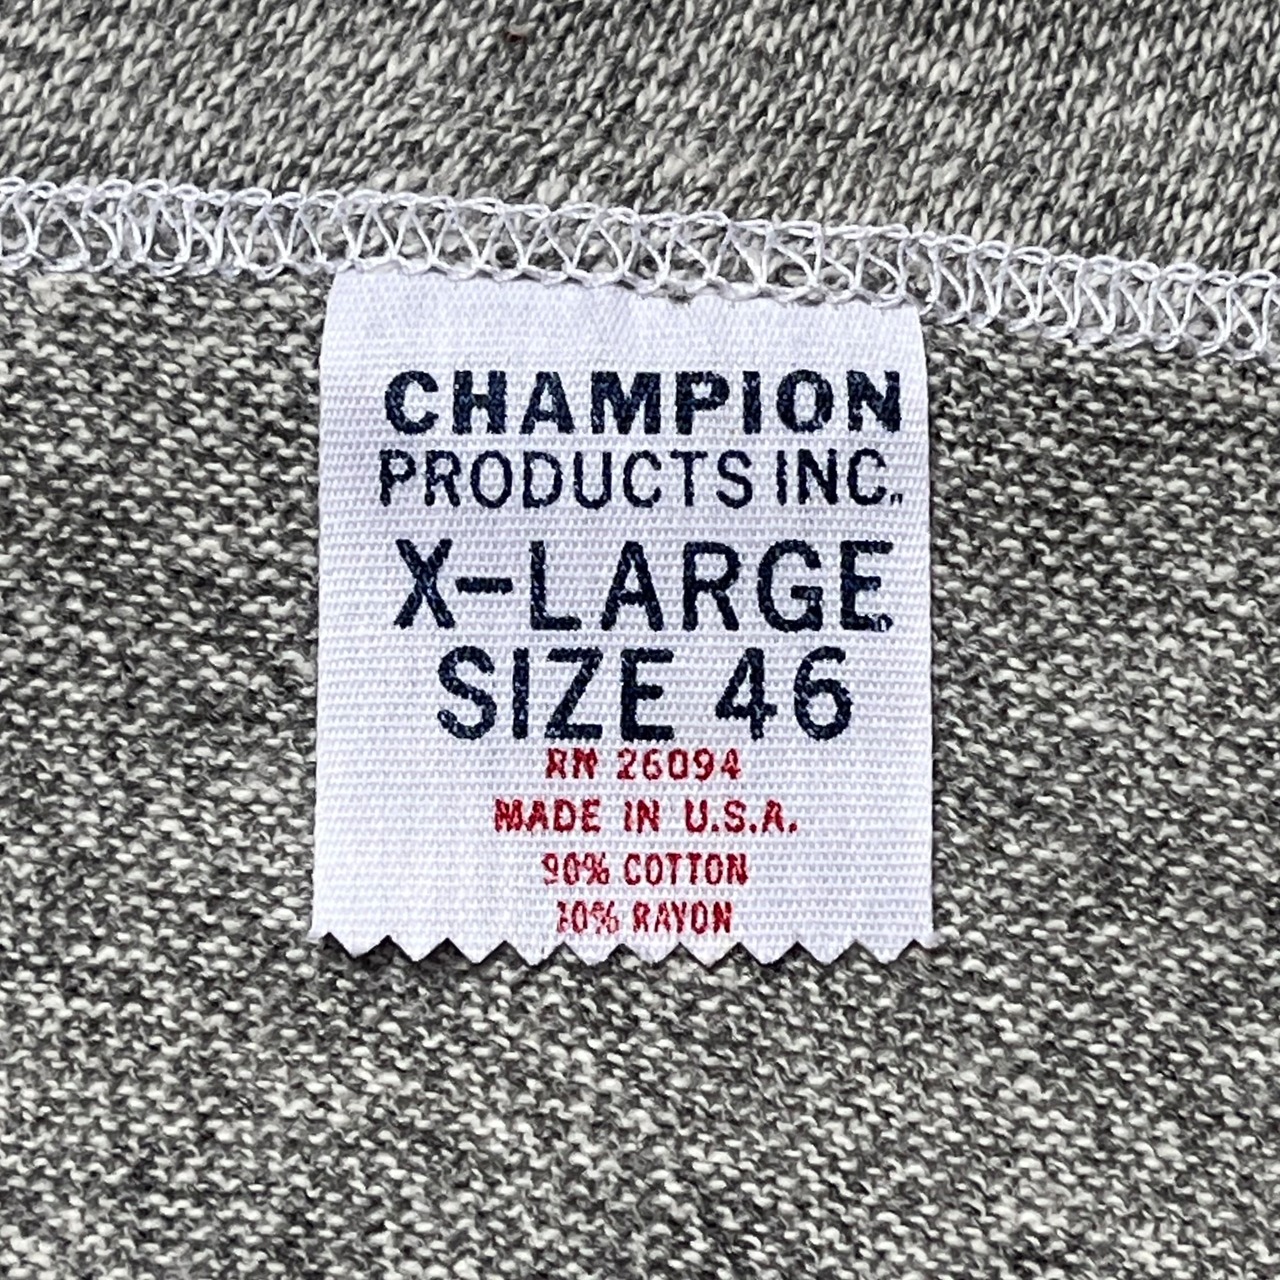 CHAMPION
PRODUCTS INC.
X-LARGE
SIZE 46
RN 26094
MADE IN U.S.A.
90% COTTON
10% RAYON